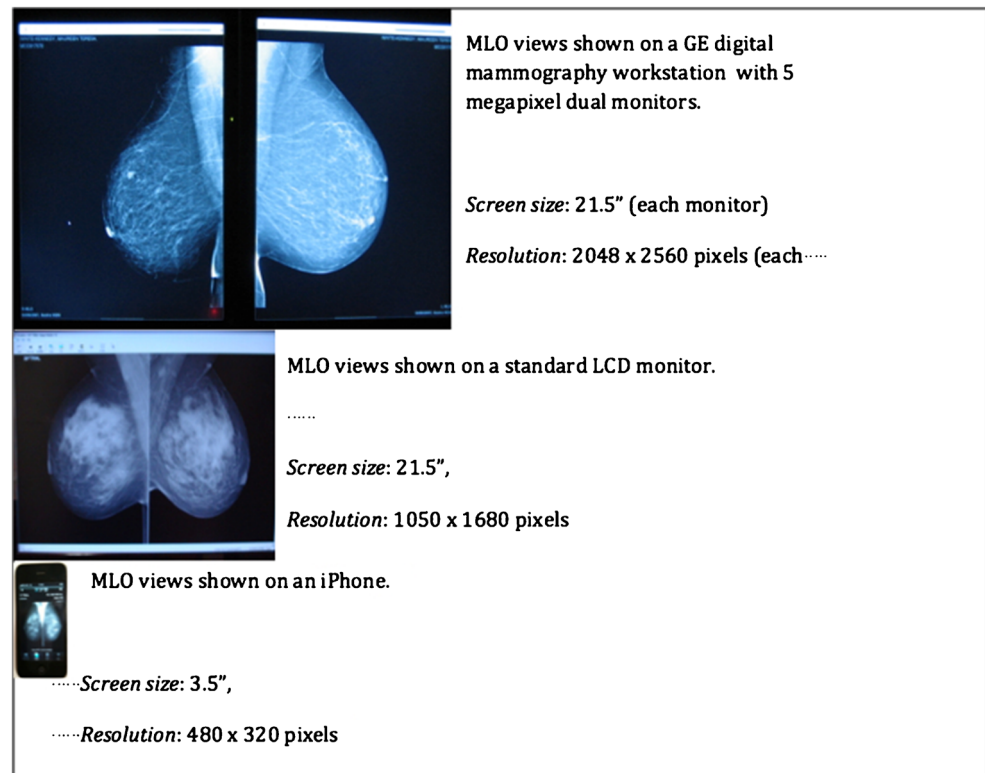 MLO views shown on a GE digital
mammography workstation with 5
megapixel dual monitors.
Screen size: 21.5” (each monitor)
Resolution: 2048 x 2560 pixels (each.....
MLO views shown on a standard LCD monitor.
......
Screen size: 21.5”,
Resolution: 1050 x 1680 pixels
MLO views shown on an iPhone.
......Screen size: 3.5”,
......Resolution: 480 x 320 pixels